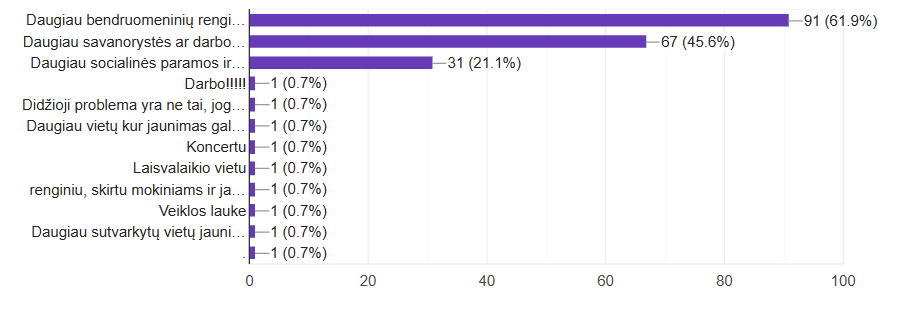 Daugiau bendruomeninių rengi… 91 (61.9%)
Daugiau savanorystės ar darbo… 67 (45.6%)
Daugiau socialinės paramos ir… 31 (21.1%)
Darbo!!!!! 1 (0.7%)
Didžioji problema yra ne tai, jog… 1 (0.7%)
Daugiau vietų kur jaunimas gal… 1 (0.7%)
Koncertu 1 (0.7%)
Laisvalaikio vietu 1 (0.7%)
renginiu, skirtu mokiniams ir ja… 1 (0.7%)
Veiklos lauke 1 (0.7%)
Daugiau sutvarkytų vietų jauni… 1 (0.7%)
. 1 (0.7%)
0 20 40 60 80 100